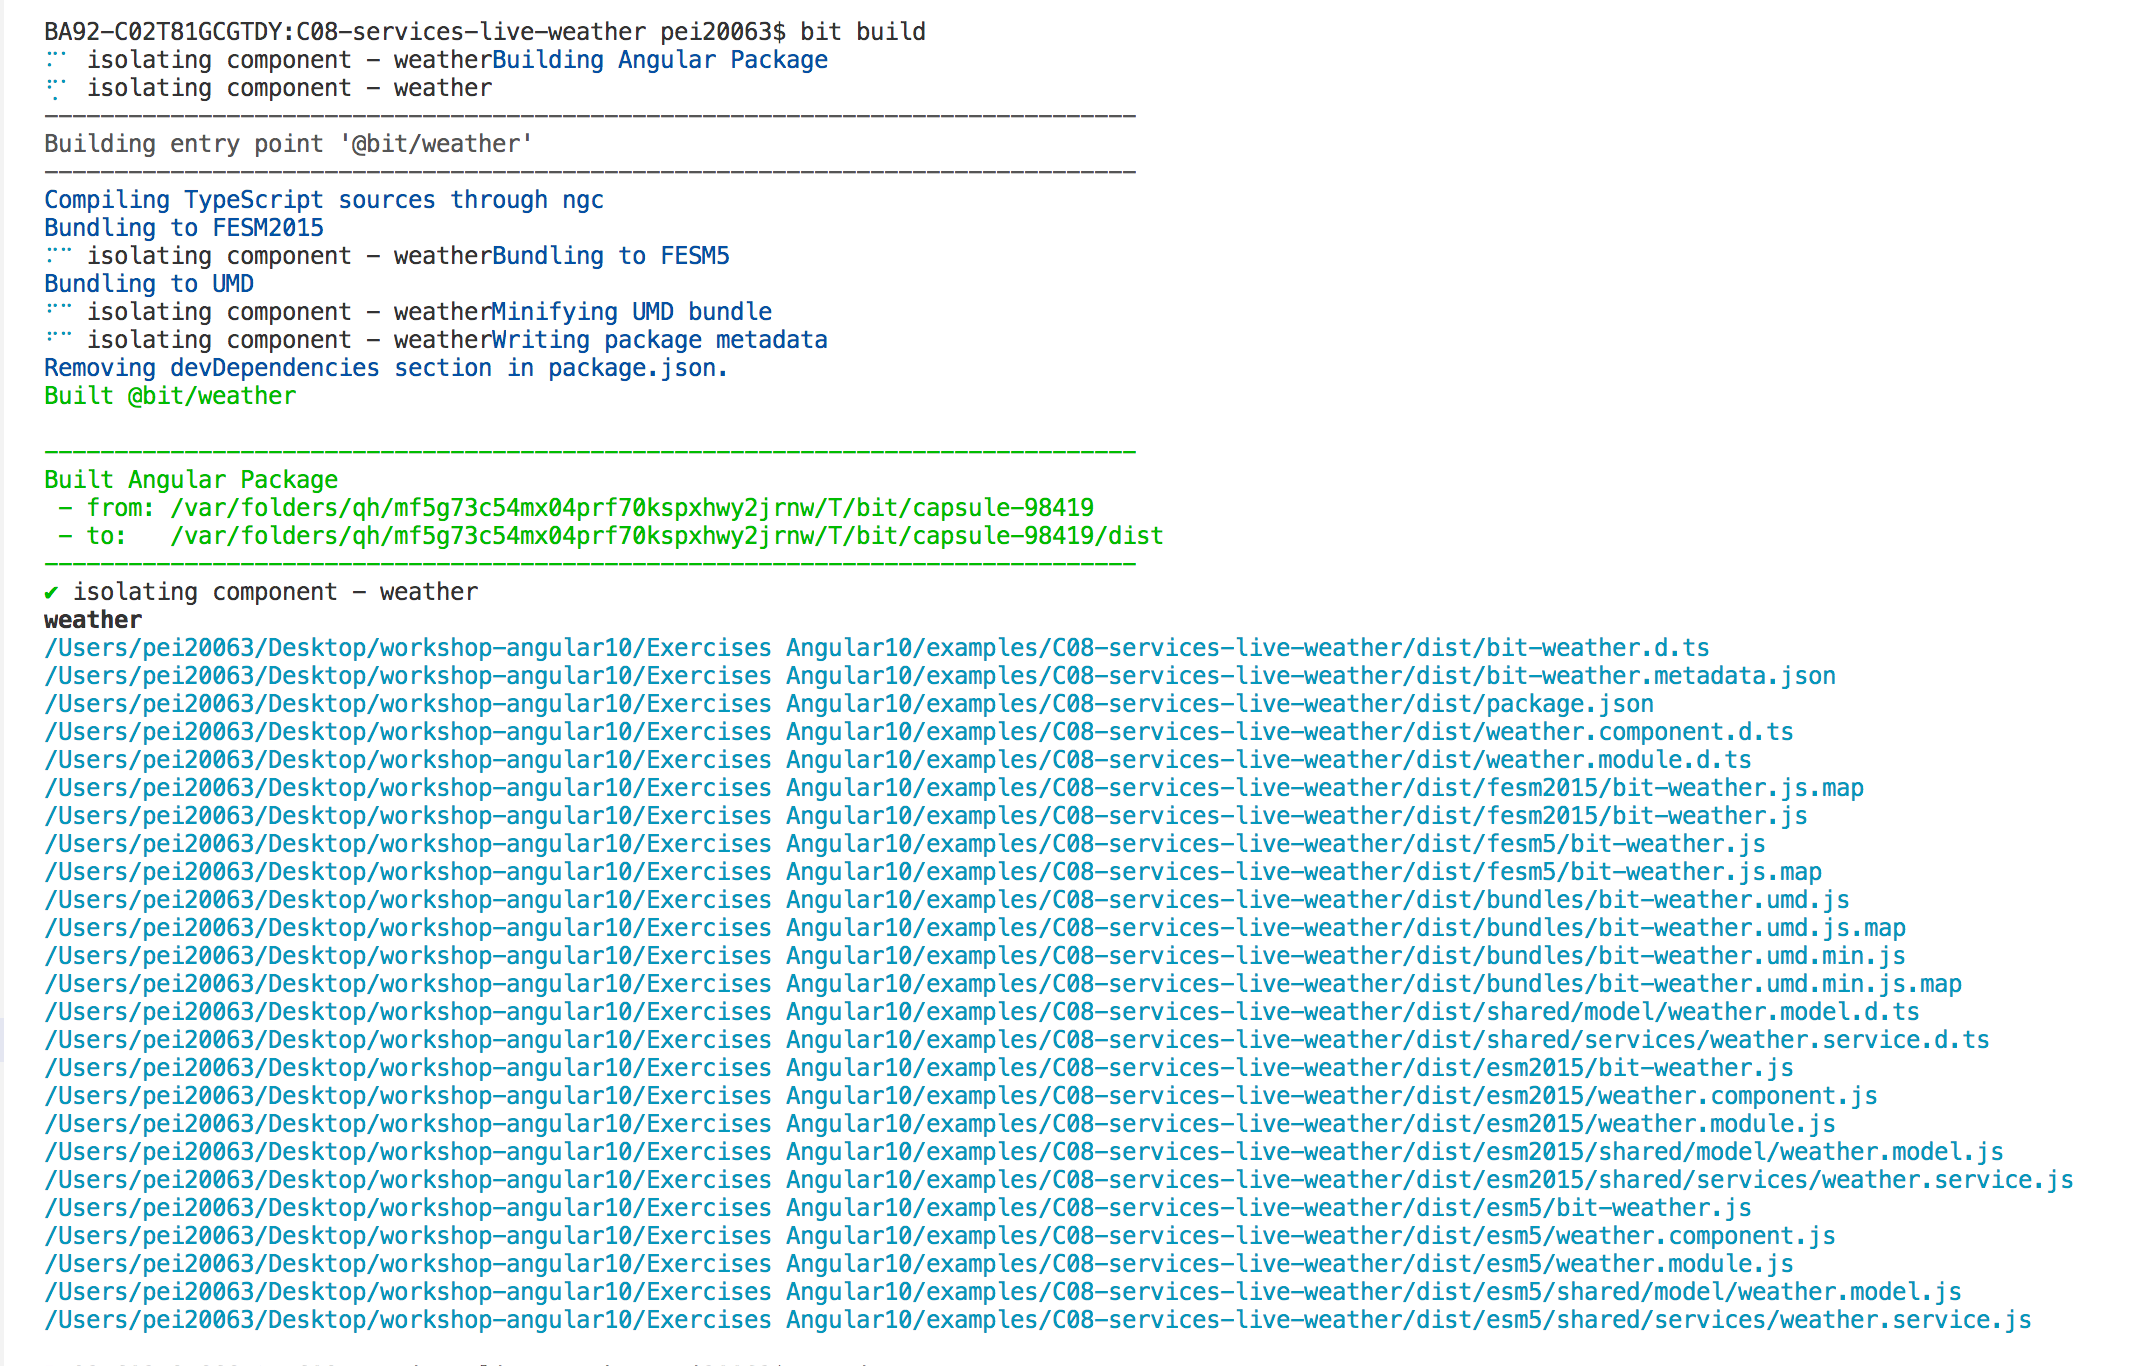 BA92-C02T81GCGTDY:C08-services-live-weather pei20063$ bit build
isolating component - weatherBuilding Angular Package
isolating component - weather
------------------------------------------------------------------------------
Building entry point '@bit/weather'
------------------------------------------------------------------------------
Compiling TypeScript sources through ngc
Bundling to FESM2015
isolating component - weatherBundling to FESM5
Bundling to UMD
isolating component - weatherMinifying UMD bundle
isolating component - weatherWriting package metadata
Removing devDependencies section in package.json.
Built @bit/weather
------------------------------------------------------------------------------
Built Angular Package
- from: /var/folders/qh/mf5g73c54mx04prf70kspxhwy2jrnw/T/bit/capsule-98419
- to:   /var/folders/qh/mf5g73c54mx04prf70kspxhwy2jrnw/T/bit/capsule-98419/dist
------------------------------------------------------------------------------
✔ isolating component - weather
weather
/Users/pei20063/Desktop/workshop-angular10/Exercises Angular10/examples/C08-services-live-weather/dist/bit-weather.d.ts
/Users/pei20063/Desktop/workshop-angular10/Exercises Angular10/examples/C08-services-live-weather/dist/bit-weather.metadata.json
/Users/pei20063/Desktop/workshop-angular10/Exercises Angular10/examples/C08-services-live-weather/dist/package.json
/Users/pei20063/Desktop/workshop-angular10/Exercises Angular10/examples/C08-services-live-weather/dist/weather.component.d.ts
/Users/pei20063/Desktop/workshop-angular10/Exercises Angular10/examples/C08-services-live-weather/dist/weather.module.d.ts
/Users/pei20063/Desktop/workshop-angular10/Exercises Angular10/examples/C08-services-live-weather/dist/fesm2015/bit-weather.js.map
/Users/pei20063/Desktop/workshop-angular10/Exercises Angular10/examples/C08-services-live-weather/dist/fesm2015/bit-weather.js
/Users/pei20063/Desktop/workshop-angular10/Exercises Angular10/examples/C08-services-live-weather/dist/fesm5/bit-weather.js
/Users/pei20063/Desktop/workshop-angular10/Exercises Angular10/examples/C08-services-live-weather/dist/fesm5/bit-weather.js.map
/Users/pei20063/Desktop/workshop-angular10/Exercises Angular10/examples/C08-services-live-weather/dist/bundles/bit-weather.umd.js
/Users/pei20063/Desktop/workshop-angular10/Exercises Angular10/examples/C08-services-live-weather/dist/bundles/bit-weather.umd.js.map
/Users/pei20063/Desktop/workshop-angular10/Exercises Angular10/examples/C08-services-live-weather/dist/bundles/bit-weather.umd.min.js
/Users/pei20063/Desktop/workshop-angular10/Exercises Angular10/examples/C08-services-live-weather/dist/bundles/bit-weather.umd.min.js.map
/Users/pei20063/Desktop/workshop-angular10/Exercises Angular10/examples/C08-services-live-weather/dist/shared/model/weather.model.d.ts
/Users/pei20063/Desktop/workshop-angular10/Exercises Angular10/examples/C08-services-live-weather/dist/shared/services/weather.service.d.ts
/Users/pei20063/Desktop/workshop-angular10/Exercises Angular10/examples/C08-services-live-weather/dist/esm2015/bit-weather.js
/Users/pei20063/Desktop/workshop-angular10/Exercises Angular10/examples/C08-services-live-weather/dist/esm2015/weather.component.js
/Users/pei20063/Desktop/workshop-angular10/Exercises Angular10/examples/C08-services-live-weather/dist/esm2015/weather.module.js
/Users/pei20063/Desktop/workshop-angular10/Exercises Angular10/examples/C08-services-live-weather/dist/esm2015/shared/model/weather.model.js
/Users/pei20063/Desktop/workshop-angular10/Exercises Angular10/examples/C08-services-live-weather/dist/esm2015/shared/services/weather.service.js
/Users/pei20063/Desktop/workshop-angular10/Exercises Angular10/examples/C08-services-live-weather/dist/esm5/bit-weather.js
/Users/pei20063/Desktop/workshop-angular10/Exercises Angular10/examples/C08-services-live-weather/dist/esm5/weather.component.js
/Users/pei20063/Desktop/workshop-angular10/Exercises Angular10/examples/C08-services-live-weather/dist/esm5/weather.module.js
/Users/pei20063/Desktop/workshop-angular10/Exercises Angular10/examples/C08-services-live-weather/dist/esm5/shared/model/weather.model.js
/Users/pei20063/Desktop/workshop-angular10/Exercises Angular10/examples/C08-services-live-weather/dist/esm5/shared/services/weather.service.js